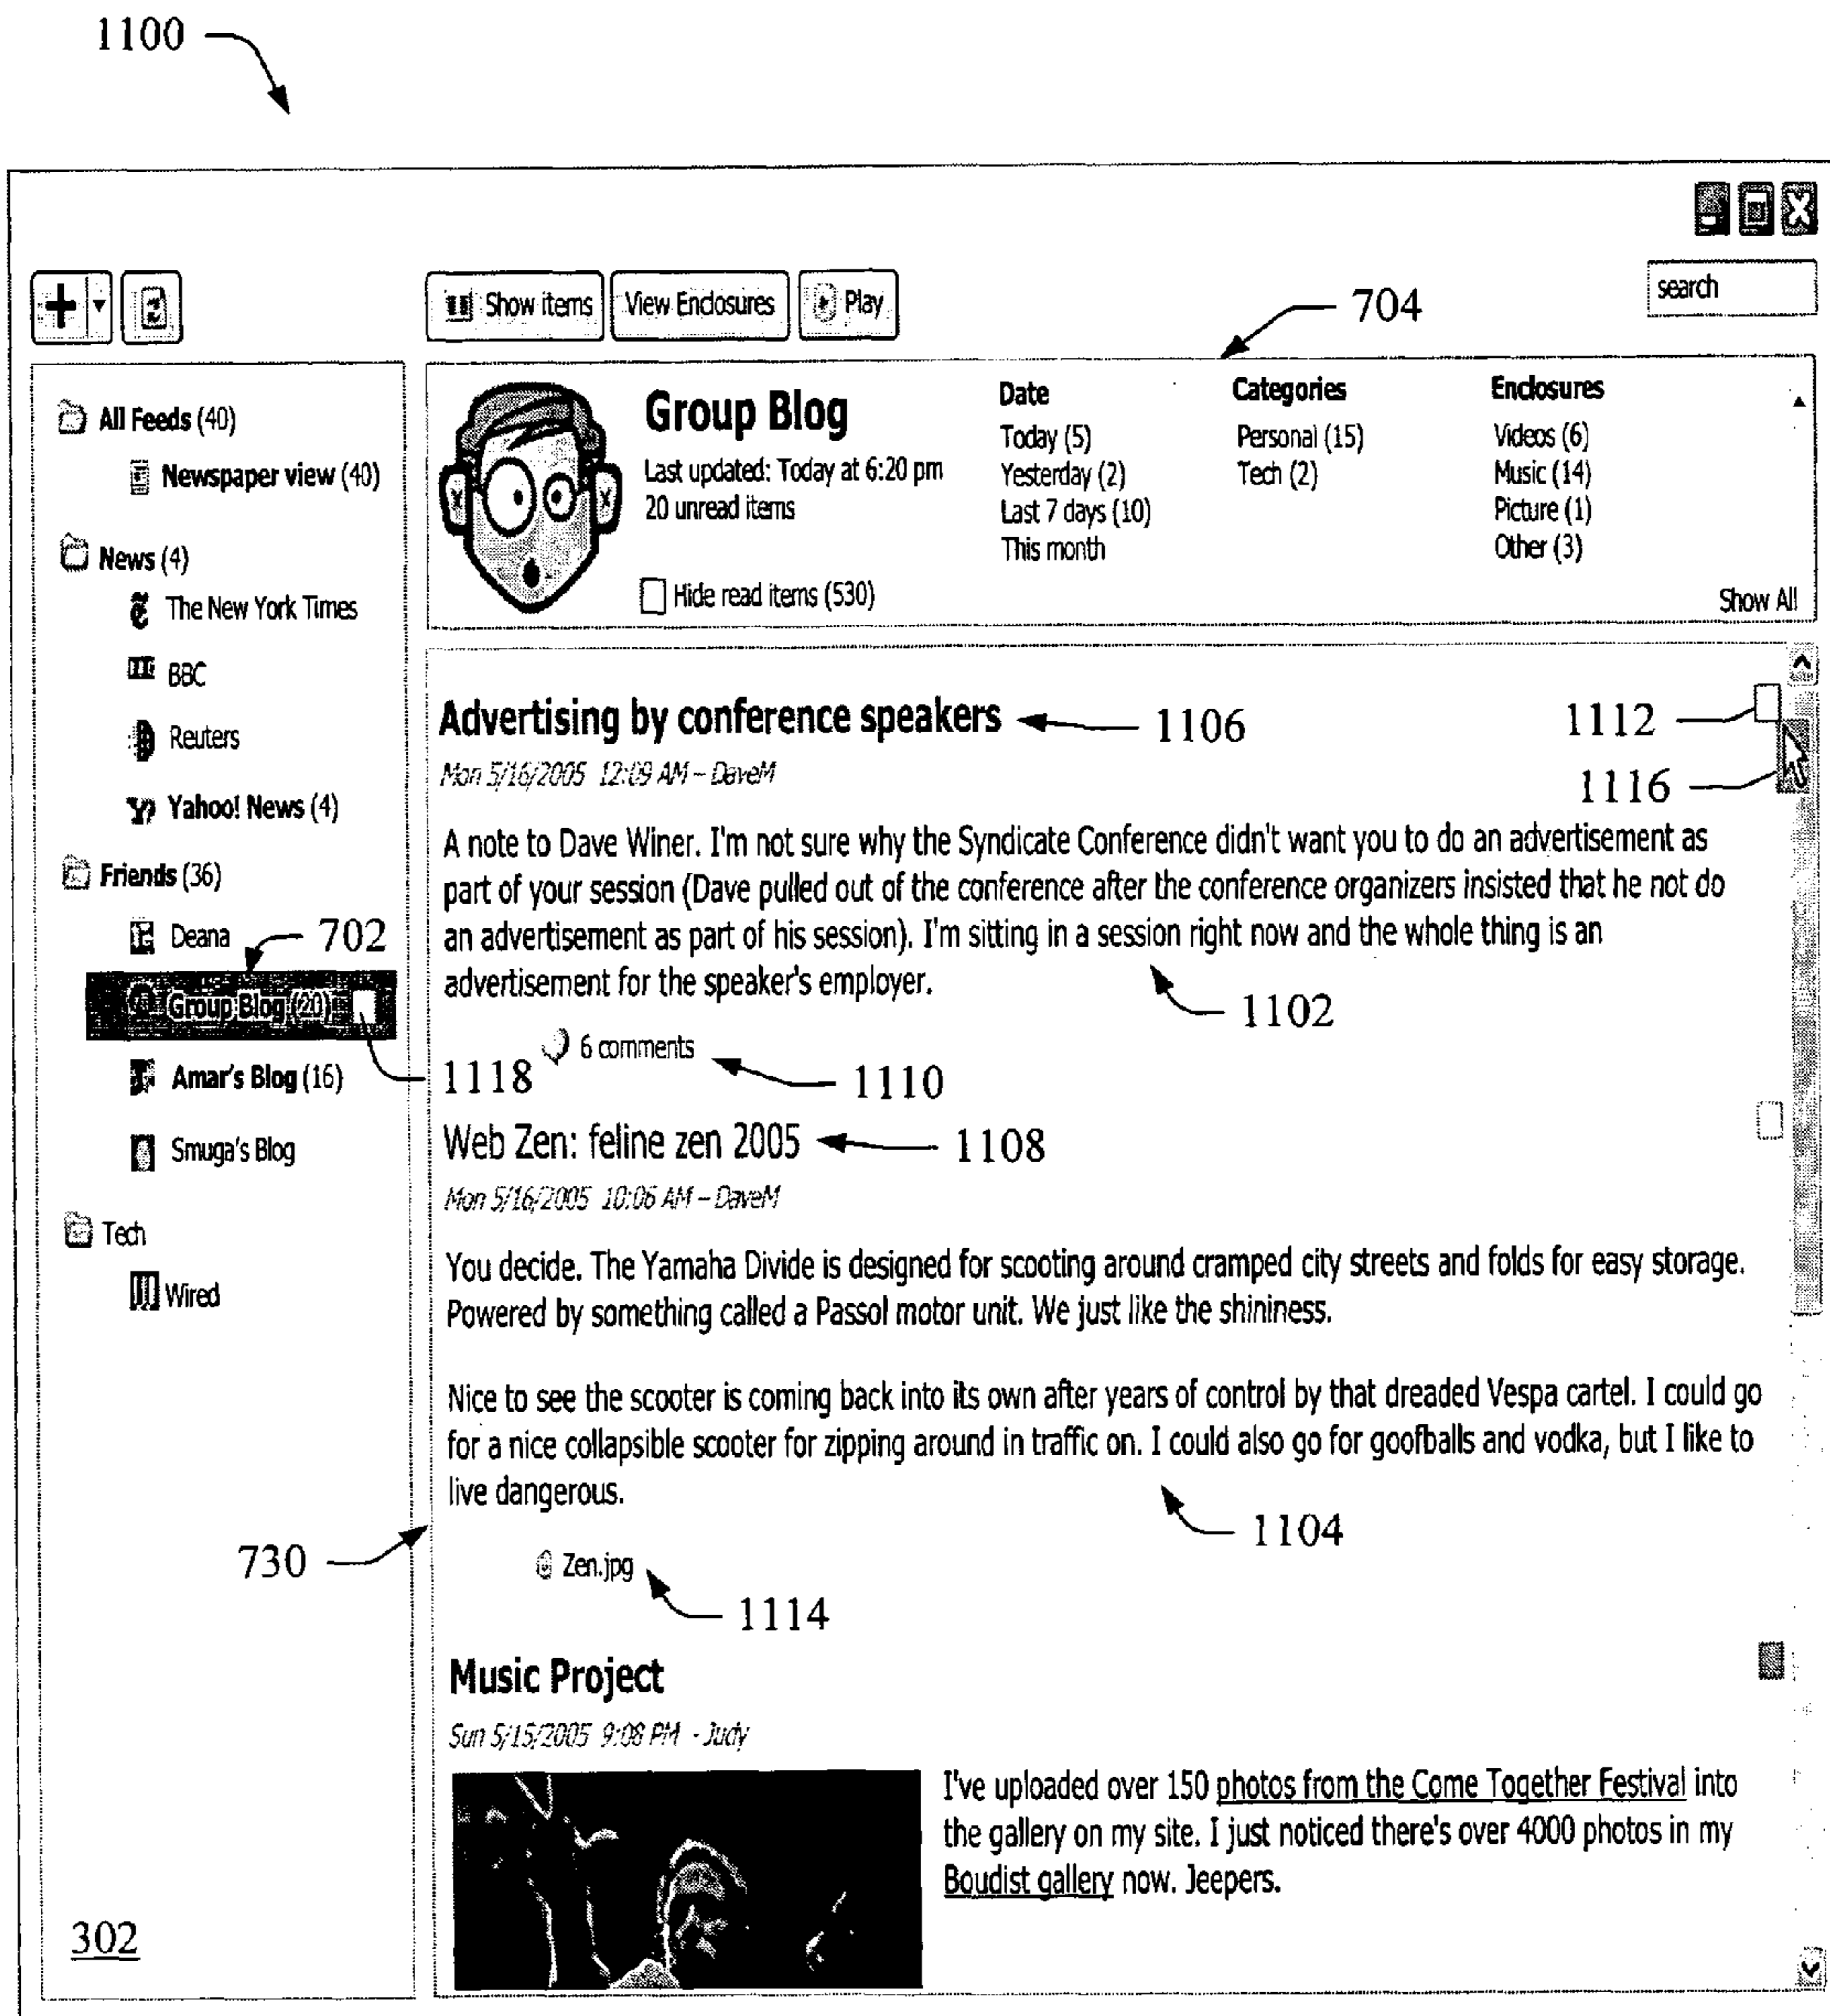 1100
Show items
View Enclosures
Play
704
search
All Feeds (40)
Newspaper view (40)
News (4)
The New York Times
BBC
Reuters
Yahoo! News (4)
Friends (36)
Deana
702
Group Blog (20)
Amar's Blog (16)
Smuga's Blog
Tech
Wired
302
Group Blog
Last updated: Today at 6:20 pm
20 unread items
Hide read items (530)
Date
Today (5)
Yesterday (2)
Last 7 days (10)
This month
Categories
Personal (15)
Tech (2)
Enclosures
Videos (6)
Music (14)
Picture (1)
Other (3)
Show All
Advertising by conference speakers
1106
1112
Mon 5/16/2005 12:09 AM – DaveM
1116
A note to Dave Winer. I'm not sure why the Syndicate Conference didn't want you to do an advertisement as
part of your session (Dave pulled out of the conference after the conference organizers insisted that he not do
an advertisement as part of his session). I'm sitting in a session right now and the whole thing is an
advertisement for the speaker's employer.
1102
6 comments
1118
1110
Web Zen: feline zen 2005
1108
Mon 5/16/2005 10:06 AM – DaveM
You decide. The Yamaha Divide is designed for scooting around cramped city streets and folds for easy storage.
Powered by something called a Passol motor unit. We just like the shininess.
Nice to see the scooter is coming back into its own after years of control by that dreaded Vespa cartel. I could go
for a nice collapsible scooter for zipping around in traffic on. I could also go for goofballs and vodka, but I like to
live dangerous.
1104
730
Zen.jpg
1114
Music Project
Sun 5/15/2005 9:08 PM - Judy
I've uploaded over 150 photos from the Come Together Festival into
the gallery on my site. I just noticed there's over 4000 photos in my
Boudist gallery now. Jeepers.